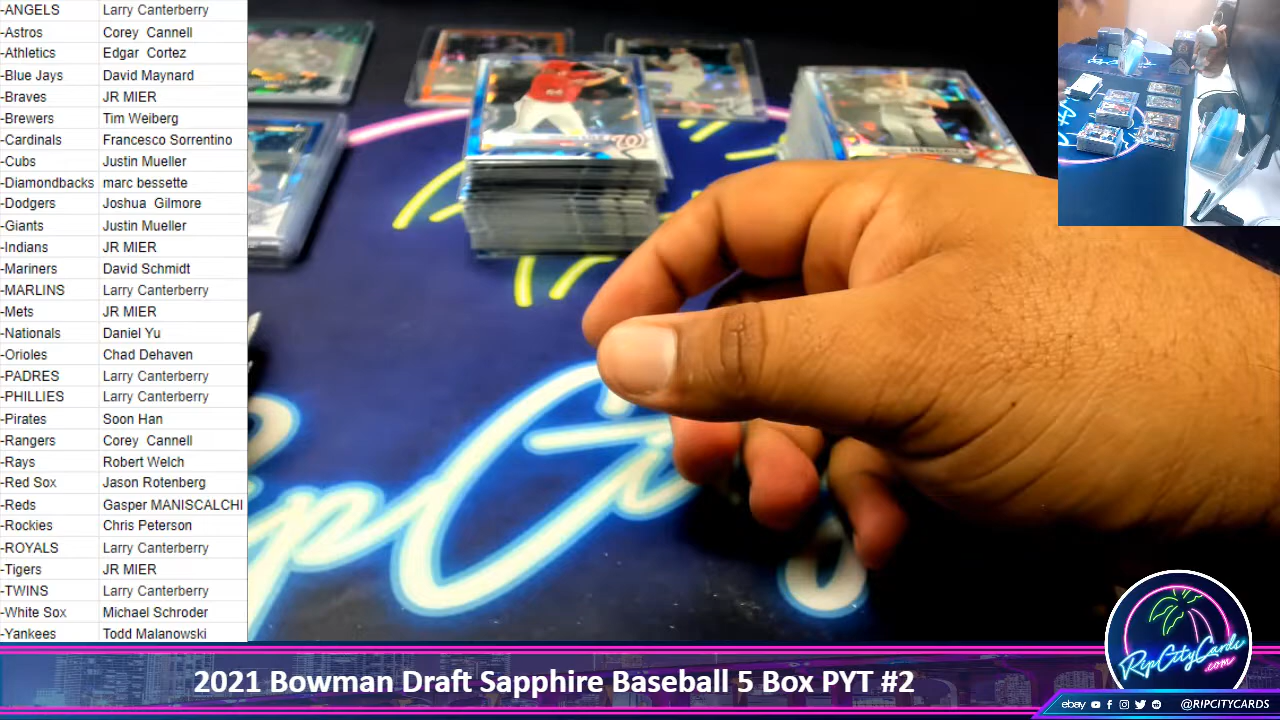 -ANGELS Larry Canterberry
-Astros Corey Cannell
-Athletics Edgar Cortez
-Blue Jays David Maynard
-Braves JR MIER
-Brewers Tim Weiberg
-Cardinals Francesco Sorrentino
-Cubs Justin Mueller
-Diamondbacks marc bessette
-Dodgers Joshua Gilmore
-Giants Justin Mueller
-Indians JR MIER
-Mariners David Schmidt
-MARLINS Larry Canterberry
-Mets JR MIER
-Nationals Daniel Yu
-Orioles Chad Dehaven
-PADRES Larry Canterberry
-PHILLIES Larry Canterberry
-Pirates Soon Han
-Rangers Corey Cannell
-Rays Robert Welch
-Red Sox Jason Rotenberg
-Reds Gasper MANISCALCHI
-Rockies Chris Peterson
-ROYALS Larry Canterberry
-Tigers JR MIER
-TWINS Larry Canterberry
-White Sox Michael Schroder
-Yankees Todd Malanowski
RipCityCards
.com
2021 Bowman Draft Sapphire Baseball 5 Box PYT #2
ebay @RIPCITYCARDS